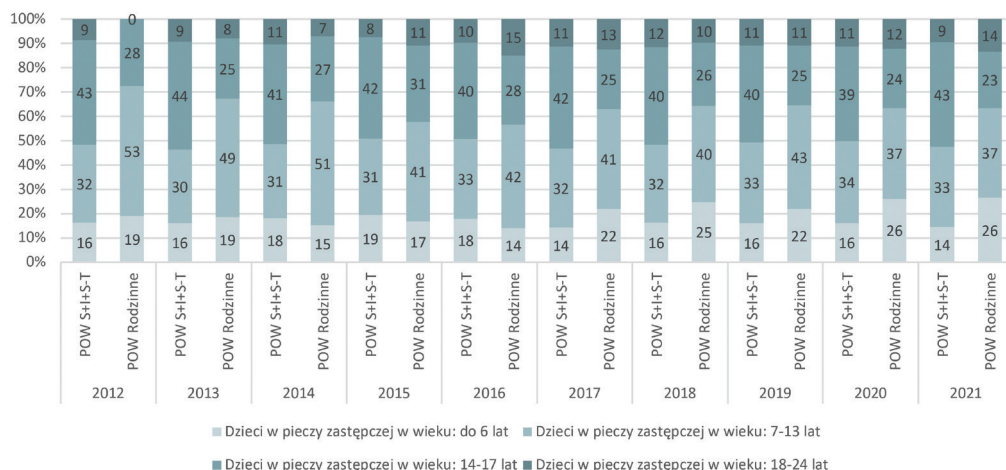 100% 9 0 9 8 11 7 8 11 10 15 11 13 12 10 11 11 11 12 9 14
90%
80% 43 28 44 25 41 27 42 31 40 28 42 25 40 26 40 25 39 24 43 23
70%
60%
50% 32 53 30 49 31 51 31 41 33 42 32 41 32 40 33 43 34 37 33 37
40%
30%
20%
10% 16 19 16 19 18 15 19 17 18 14 14 22 16 25 16 22 16 26 14 26
0%
POW S+I+S-T POW Rodzinne POW S+I+S-T POW Rodzinne POW S+I+S-T POW Rodzinne POW S+I+S-T POW Rodzinne POW S+I+S-T POW Rodzinne POW S+I+S-T POW Rodzinne POW S+I+S-T POW Rodzinne POW S+I+S-T POW Rodzinne POW S+I+S-T POW Rodzinne POW S+I+S-T POW Rodzinne
2012 2013 2014 2015 2016 2017 2018 2019 2020 2021
Dzieci w pieczy zastępczej w wieku: do 6 lat Dzieci w pieczy zastępczej w wieku: 7-13 lat
Dzieci w pieczy zastępczej w wieku: 14-17 lat Dzieci w pieczy zastępczej w wieku: 18-24 lat